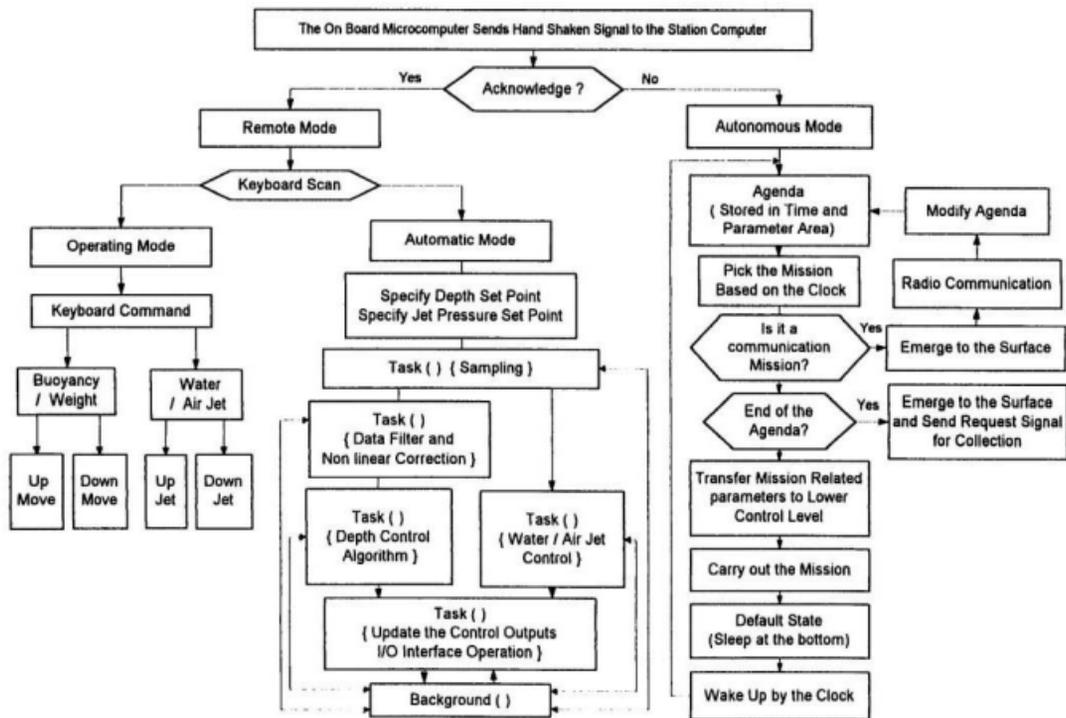 The On Board Microcomputer Sends Hand Shaken Signal to the Station Computer
Yes
Acknowledge ?
No
Remote Mode
Keyboard Scan
Operating Mode
Keyboard Command
Buoyancy
/ Weight
Up
Move
Down
Move
Water
/ Air Jet
Up
Jet
Down
Jet
Automatic Mode
Specify Depth Set Point
Specify Jet Pressure Set Point
Task ( ) { Sampling }
Task ( )
{ Data Filter and
Non linear Correction }
Task ( )
{ Depth Control
Algorithm }
Task ( )
{ Water / Air Jet
Control }
Task ( )
{ Update the Control Outputs
I/O Interface Operation }
Background ( )
Autonomous Mode
Agenda
( Stored in Time and
Parameter Area)
Modify Agenda
Pick the Mission
Based on the Clock
Radio Communication
Is it a
communication
Mission?
Yes
Emerge to the Surface
End of the
Agenda?
Yes
Emerge to the Surface
and Send Request Signal
for Collection
Transfer Mission Related
parameters to Lower
Control Level
Carry out the Mission
Default State
(Sleep at the bottom)
Wake Up by the Clock